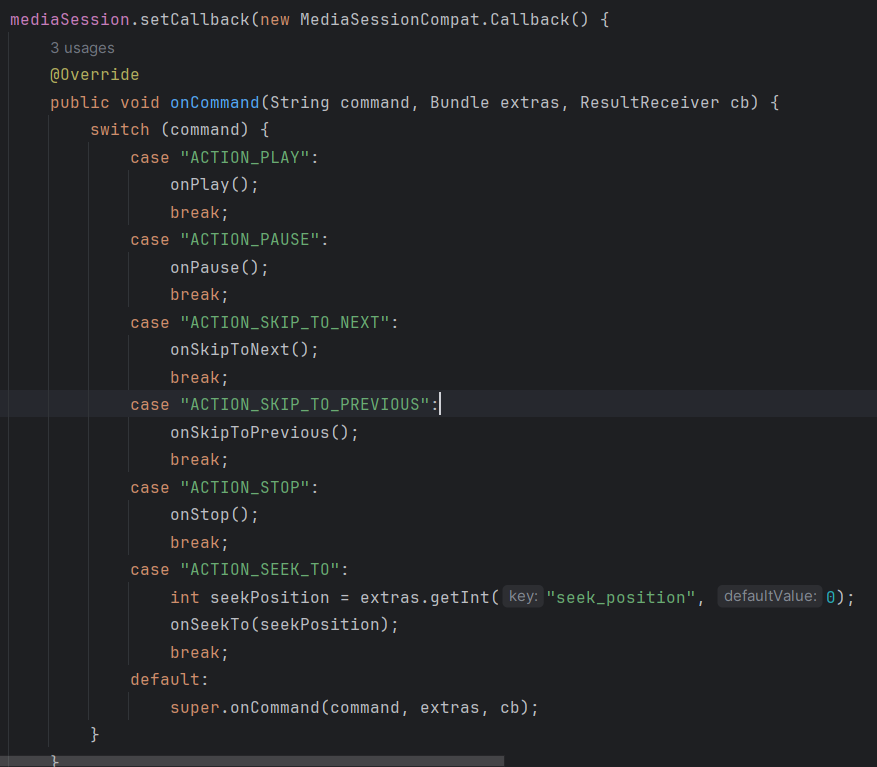 mediaSession.setCallback(new MediaSessionCompat.Callback() {
3 usages
@Override
public void onCommand(String command, Bundle extras, ResultReceiver cb) {
switch (command) {
case "ACTION_PLAY":
onPlay();
break;
case "ACTION_PAUSE":
onPause();
break;
case "ACTION_SKIP_TO_NEXT":
onSkipToNext();
break;
case "ACTION_SKIP_TO_PREVIOUS":
onSkipToPrevious();
break;
case "ACTION_STOP":
onStop();
break;
case "ACTION_SEEK_TO":
int seekPosition = extras.getInt( key: "seek_position", defaultValue: 0);
onSeekTo(seekPosition);
break;
default:
super.onCommand(command, extras, cb);
}
}